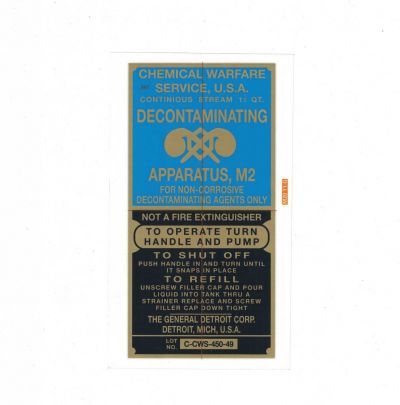 CHEMICAL WARFARE
SERVICE, U.S.A.
CONTINIOUS STREAM 1½ QT.
DECONTAMINATING
APPARATUS, M2
FOR NON-CORROSIVE
DECONTAMINATING AGENTS ONLY
NOT A FIRE EXTINGUISHER
TO OPERATE TURN
HANDLE AND PUMP
TO SHUT OFF
PUSH HANDLE IN AND TURN UNTIL
IT SNAPS IN PLACE
TO REFILL
UNSCREW FILLER CAP AND POUR
LIQUID INTO TANK THRU A
STRAINER REPLACE AND SCREW
FILLER CAP DOWN TIGHT
THE GENERAL DETROIT CORP.
DETROIT, MICH, U.S.A.
LOT
NO. C-CWS-450-49